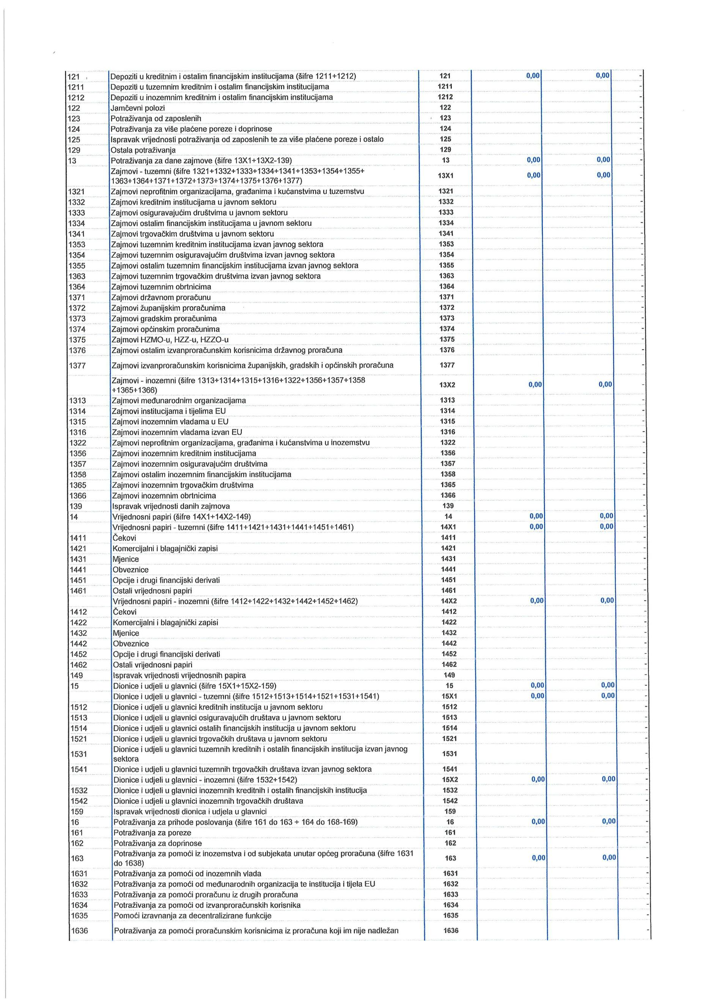 121 Depoziti u kreditnim i ostalim financijskim institucijama (šifre 1211+1212) 121 0,00 0,00 -
1211 Depoziti u tuzemnim kreditnim i ostalim financijskim institucijama 1211 -
1212 Depoziti u inozemnim kreditnim i ostalim financijskim institucijama 1212 -
122 Jamčevni polozi 122 -
123 Potraživanja od zaposlenih 123 -
124 Potraživanja za više plaćene poreze i doprinose 124 -
125 Ispravak vrijednosti potraživanja od zaposlenih te za više plaćene poreze i ostalo 125 -
129 Ostala potraživanja 129 -
13 Potraživanja za dane zajmove (šifre 13X1+13X2-139) 13 0,00 0,00 -
Zajmovi - tuzemni (šifre 1321+1332+1333+1334+1341+1353+1354+1355+
1363+1364+1371+1372+1373+1374+1375+1376+1377) 13X1 0,00 0,00 -
1321 Zajmovi neprofitnim organizacijama, građanima i kućanstvima u tuzemstvu 1321 -
1332 Zajmovi kreditnim institucijama u javnom sektoru 1332 -
1333 Zajmovi osiguravajućim društvima u javnom sektoru 1333 -
1334 Zajmovi ostalim financijskim institucijama u javnom sektoru 1334 -
1341 Zajmovi trgovačkim društvima u javnom sektoru 1341 -
1353 Zajmovi tuzemnim kreditnim institucijama izvan javnog sektora 1353 -
1354 Zajmovi tuzemnim osiguravajućim društvima izvan javnog sektora 1354 -
1355 Zajmovi ostalim tuzemnim financijskim institucijama izvan javnog sektora 1355 -
1363 Zajmovi tuzemnim trgovačkim društvima izvan javnog sektora 1363 -
1364 Zajmovi tuzemnim obrtnicima 1364 -
1371 Zajmovi državnom proračunu 1371 -
1372 Zajmovi županijskim proračunima 1372 -
1373 Zajmovi gradskim proračunima 1373 -
1374 Zajmovi općinskim proračunima 1374 -
1375 Zajmovi HZMO-u, HZZ-u, HZZO-u 1375 -
1376 Zajmovi ostalim izvanproračunskim korisnicima državnog proračuna 1376 -
1377 Zajmovi izvanproračunskim korisnicima županijskih, gradskih i općinskih proračuna 1377 -
Zajmovi - inozemni (šifre 1313+1314+1315+1316+1322+1356+1357+1358
+1365+1366) 13X2 0,00 0,00 -
1313 Zajmovi međunarodnim organizacijama 1313 -
1314 Zajmovi institucijama i tijelima EU 1314 -
1315 Zajmovi inozemnim vladama u EU 1315 -
1316 Zajmovi inozemnim vladama izvan EU 1316 -
1322 Zajmovi neprofitnim organizacijama, građanima i kućanstvima u inozemstvu 1322 -
1356 Zajmovi inozemnim kreditnim institucijama 1356 -
1357 Zajmovi inozemnim osiguravajućim društvima 1357 -
1358 Zajmovi ostalim inozemnim financijskim institucijama 1358 -
1365 Zajmovi inozemnim trgovačkim društvima 1365 -
1366 Zajmovi inozemnim obrtnicima 1366 -
139 Ispravak vrijednosti danih zajmova 139 -
14 Vrijednosni papiri (šifre 14X1+14X2-149) 14 0,00 0,00 -
Vrijednosni papiri - tuzemni (šifre 1411+1421+1431+1441+1451+1461) 14X1 0,00 0,00 -
1411 Čekovi 1411 -
1421 Komercijalni i blagajnički zapisi 1421 -
1431 Mjenice 1431 -
1441 Obveznice 1441 -
1451 Opcije i drugi financijski derivati 1451 -
1461 Ostali vrijednosni papiri 1461 -
Vrijednosni papiri - inozemni (šifre 1412+1422+1432+1442+1452+1462) 14X2 0,00 0,00 -
1412 Čekovi 1412 -
1422 Komercijalni i blagajnički zapisi 1422 -
1432 Mjenice 1432 -
1442 Obveznice 1442 -
1452 Opcije i drugi financijski derivati 1452 -
1462 Ostali vrijednosni papiri 1462 -
149 Ispravak vrijednosti vrijednosnih papira 149 -
15 Dionice i udjeli u glavnici (šifre 15X1+15X2-159) 15 0,00 0,00 -
Dionice i udjeli u glavnici - tuzemni (šifre 1512+1513+1514+1521+1531+1541) 15X1 0,00 0,00 -
1512 Dionice i udjeli u glavnici kreditnih institucija u javnom sektoru 1512 -
1513 Dionice i udjeli u glavnici osiguravajućih društava u javnom sektoru 1513 -
1514 Dionice i udjeli u glavnici ostalih financijskih institucija u javnom sektoru 1514 -
1521 Dionice i udjeli u glavnici trgovačkih društava u javnom sektoru 1521 -
1531 Dionice i udjeli u glavnici tuzemnih kreditnih i ostalih financijskih institucija izvan javnog
sektora 1531 -
1541 Dionice i udjeli u glavnici tuzemnih trgovačkih društava izvan javnog sektora 1541 -
Dionice i udjeli u glavnici - inozemni (šifre 1532+1542) 15X2 0,00 0,00 -
1532 Dionice i udjeli u glavnici inozemnih kreditnih i ostalih financijskih institucija 1532 -
1542 Dionice i udjeli u glavnici inozemnih trgovačkih društava 1542 -
159 Ispravak vrijednosti dionica i udjela u glavnici 159 -
16 Potraživanja za prihode poslovanja (šifre 161 do 163 + 164 do 168-169) 16 0,00 0,00 -
161 Potraživanja za poreze 161 -
162 Potraživanja za doprinose 162 -
163 Potraživanja za pomoći iz inozemstva i od subjekata unutar općeg proračuna (šifre 1631
do 1638) 163 0,00 0,00 -
1631 Potraživanja za pomoći od inozemnih vlada 1631 -
1632 Potraživanja za pomoći od međunarodnih organizacija te institucija i tijela EU 1632 -
1633 Potraživanja za pomoći proračunu iz drugih proračuna 1633 -
1634 Potraživanja za pomoći od izvanproračunskih korisnika 1634 -
1635 Pomoći izravnanja za decentralizirane funkcije 1635 -
1636 Potraživanja za pomoći proračunskim korisnicima iz proračuna koji im nije nadležan 1636 -